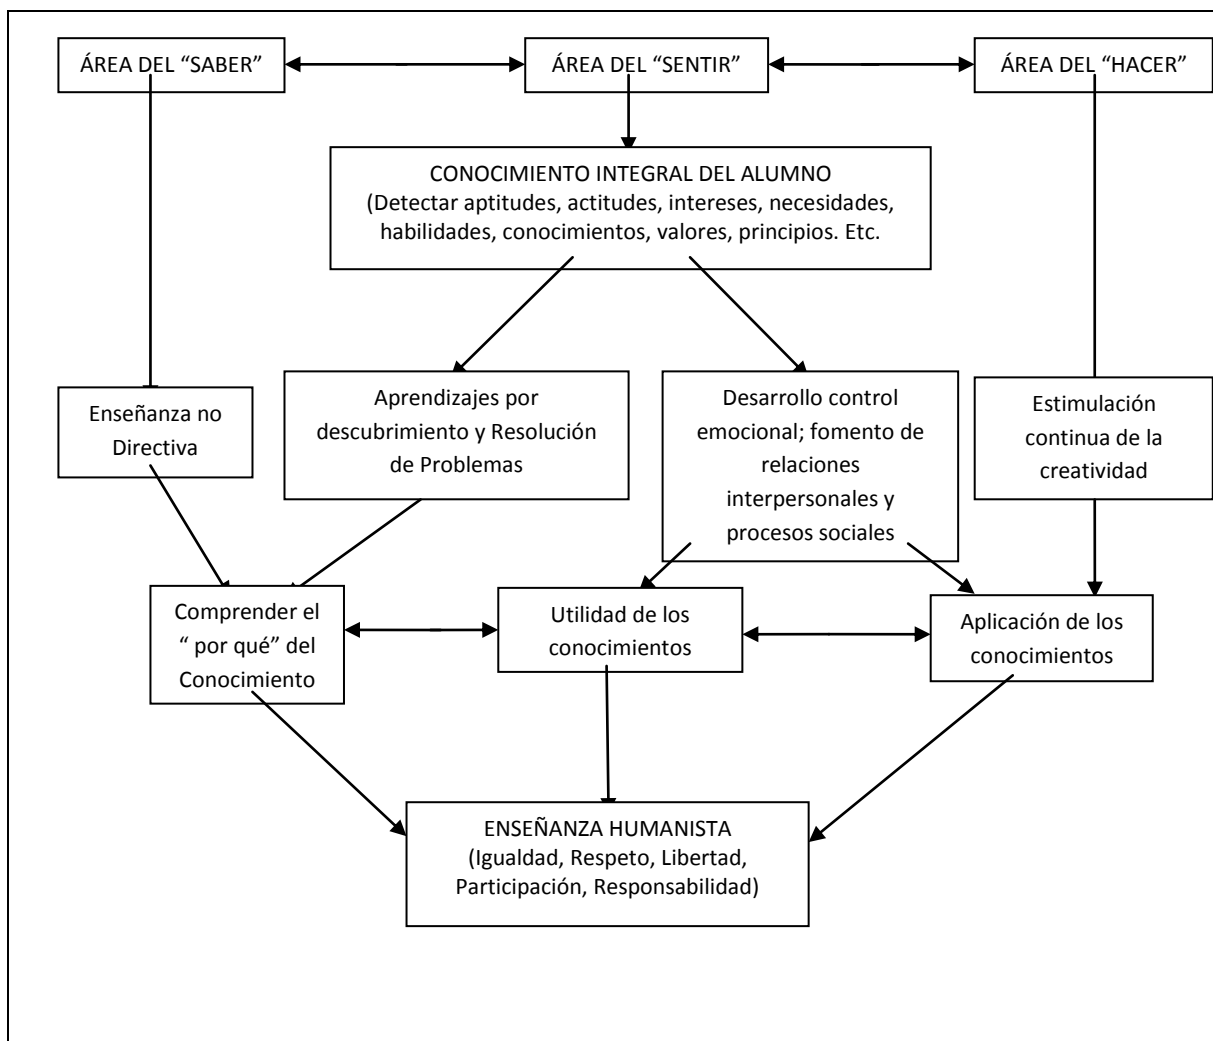 ÁREA DEL “SABER”
ÁREA DEL “SENTIR”
ÁREA DEL “HACER”
CONOCIMIENTO INTEGRAL DEL ALUMNO
(Detectar aptitudes, actitudes, intereses, necesidades,
habilidades, conocimientos, valores, principios. Etc.
Enseñanza no
Directiva
Aprendizajes por
descubrimiento y Resolución
de Problemas
Desarrollo control
emocional; fomento de
relaciones
interpersonales y
procesos sociales
Estimulación
continua de la
creatividad
Comprender el
“ por qué” del
Conocimiento
Utilidad de los
conocimientos
Aplicación de los
conocimientos
ENSEÑANZA HUMANISTA
(Igualdad, Respeto, Libertad,
Participación, Responsabilidad)